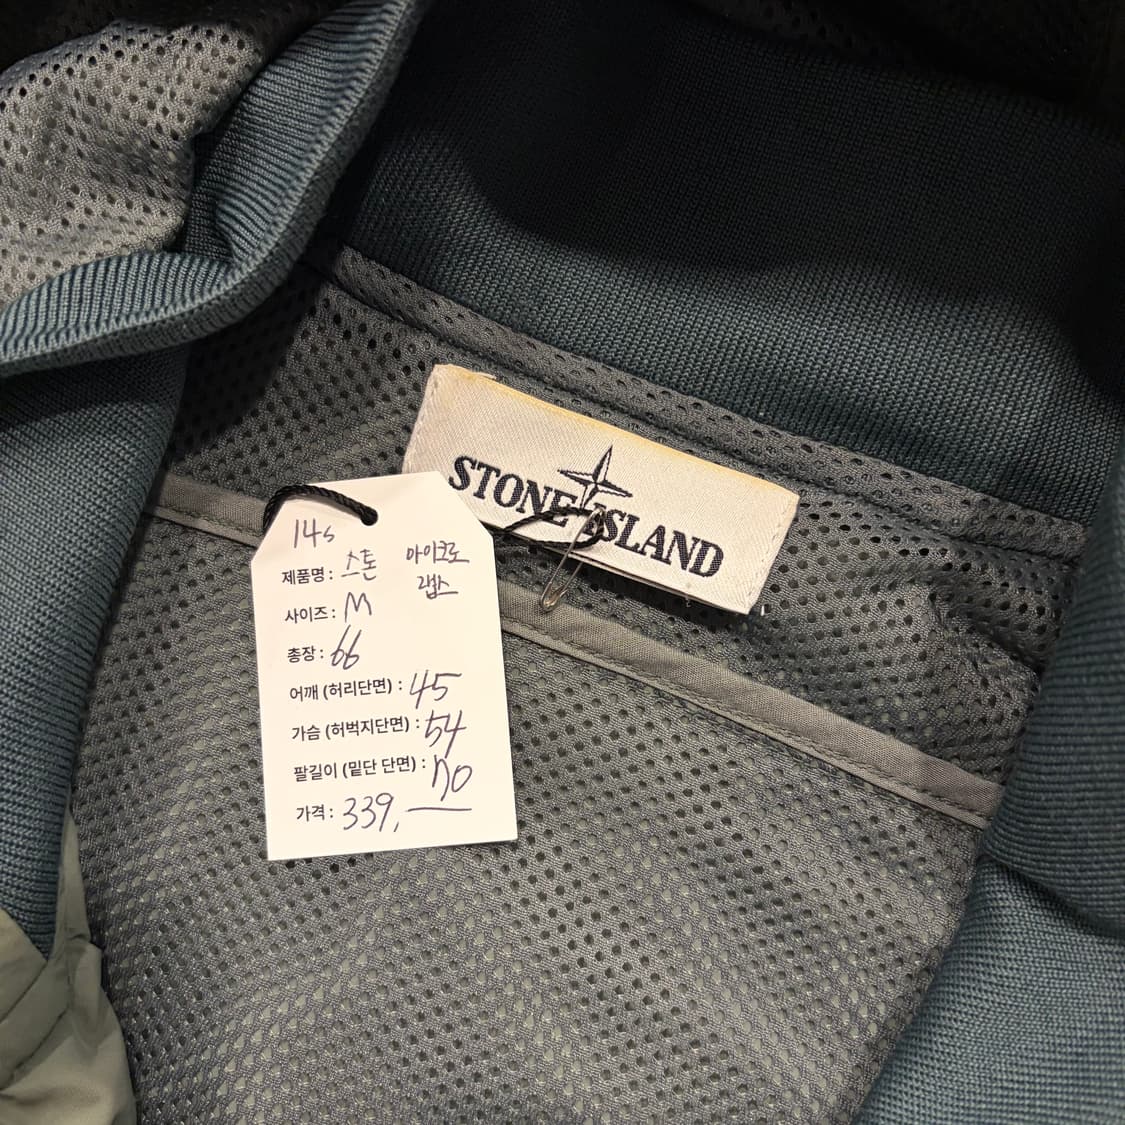 STONE ISLAND
14s
제품명 : 스톤 마이크로
랩스
사이즈 : M
총장 : 66
어깨 (허리단면) : 45
가슴 (허벅지단면) : 54
팔길이 (밑단 단면) : 70
가격 : 339,—